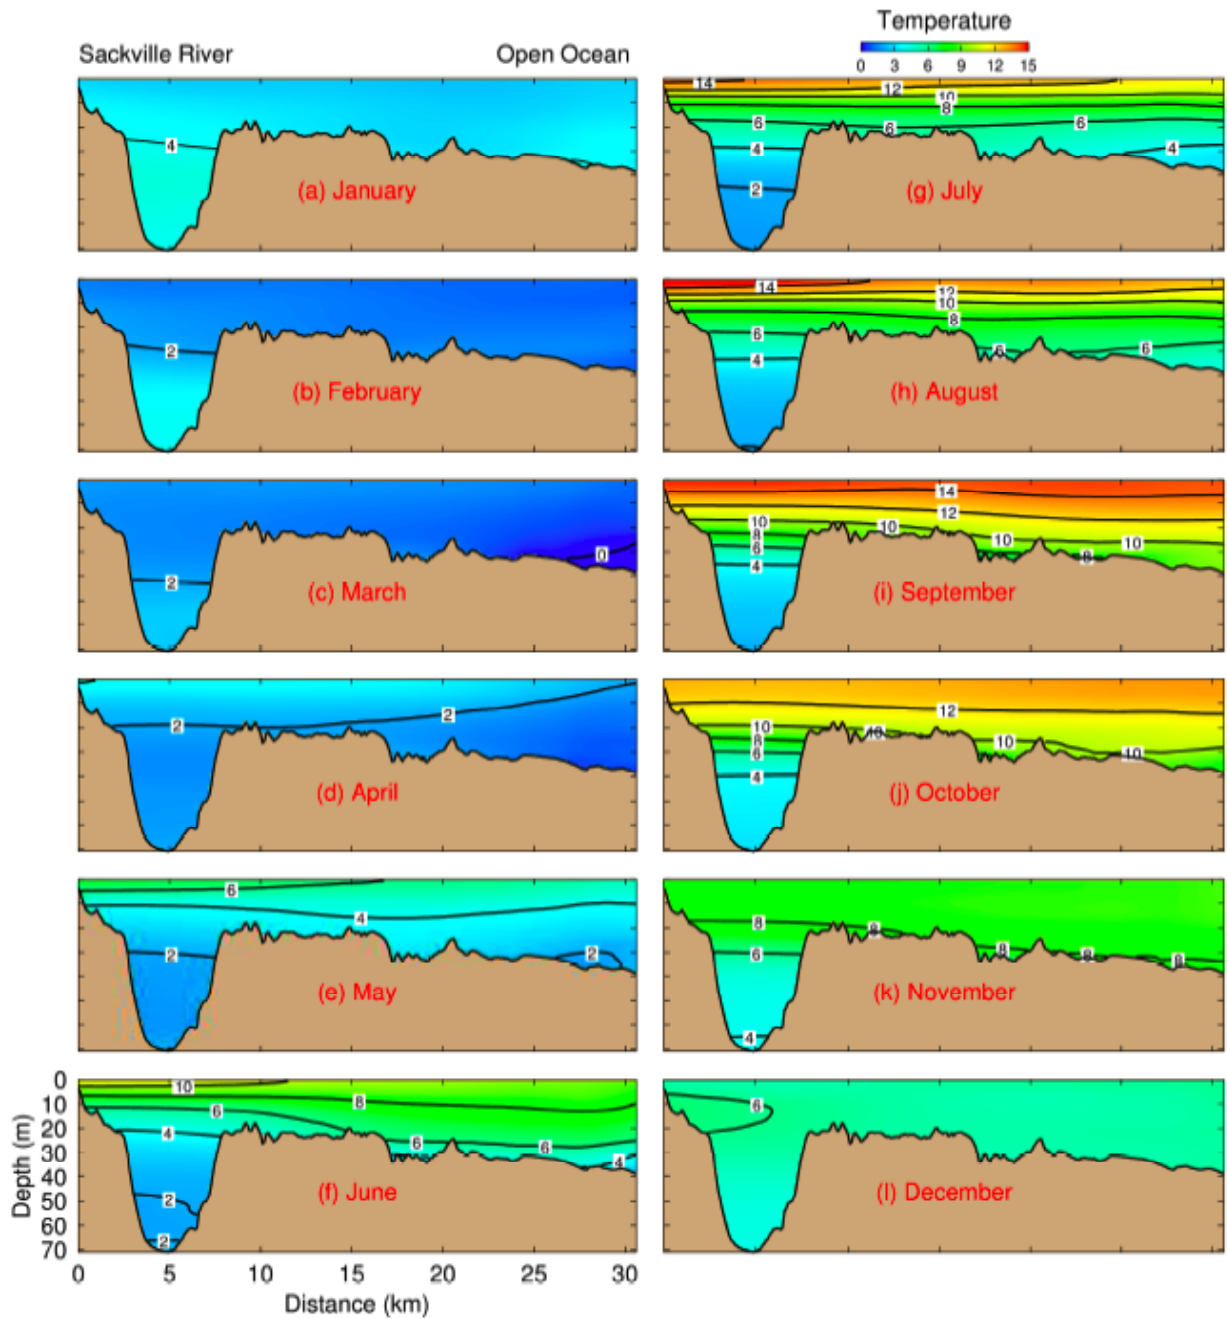 Temperature
0 3 6 9 12 15
Sackville River Open Ocean
4
(a) January
2
(b) February
2 0
(c) March
2 2
(d) April
6 4 2 2
(e) May
10 8 6 4 6 6 4 2 2
(f) June
0
10
20
30
40
50
60
70
Depth (m)
0 5 10 15 20 25 30
Distance (km)
14 12 10 8 6 6 6 4 4 2
(g) July
14 12 10 8 6 4 6 6
(h) August
14 12 10 10 10 10 8 6 4 8
(i) September
12 10 10 10 10 8 6 4
(j) October
8 8 8 8 8 6 4
(k) November
6
(l) December